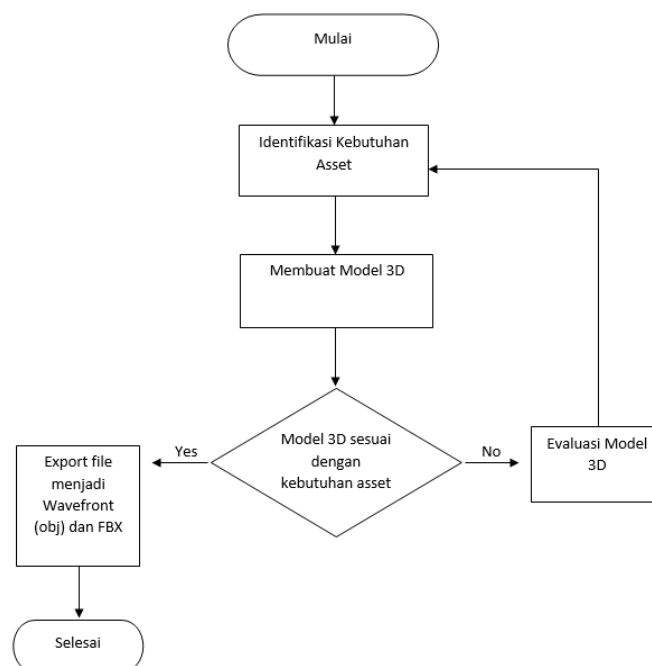 Mulai
Identifikasi Kebutuhan
Asset
Membuat Model 3D
Model 3D sesuai
dengan
kebutuhan asset
Yes
No
Export file
menjadi
Wavefront
(obj) dan FBX
Evaluasi Model
3D
Selesai